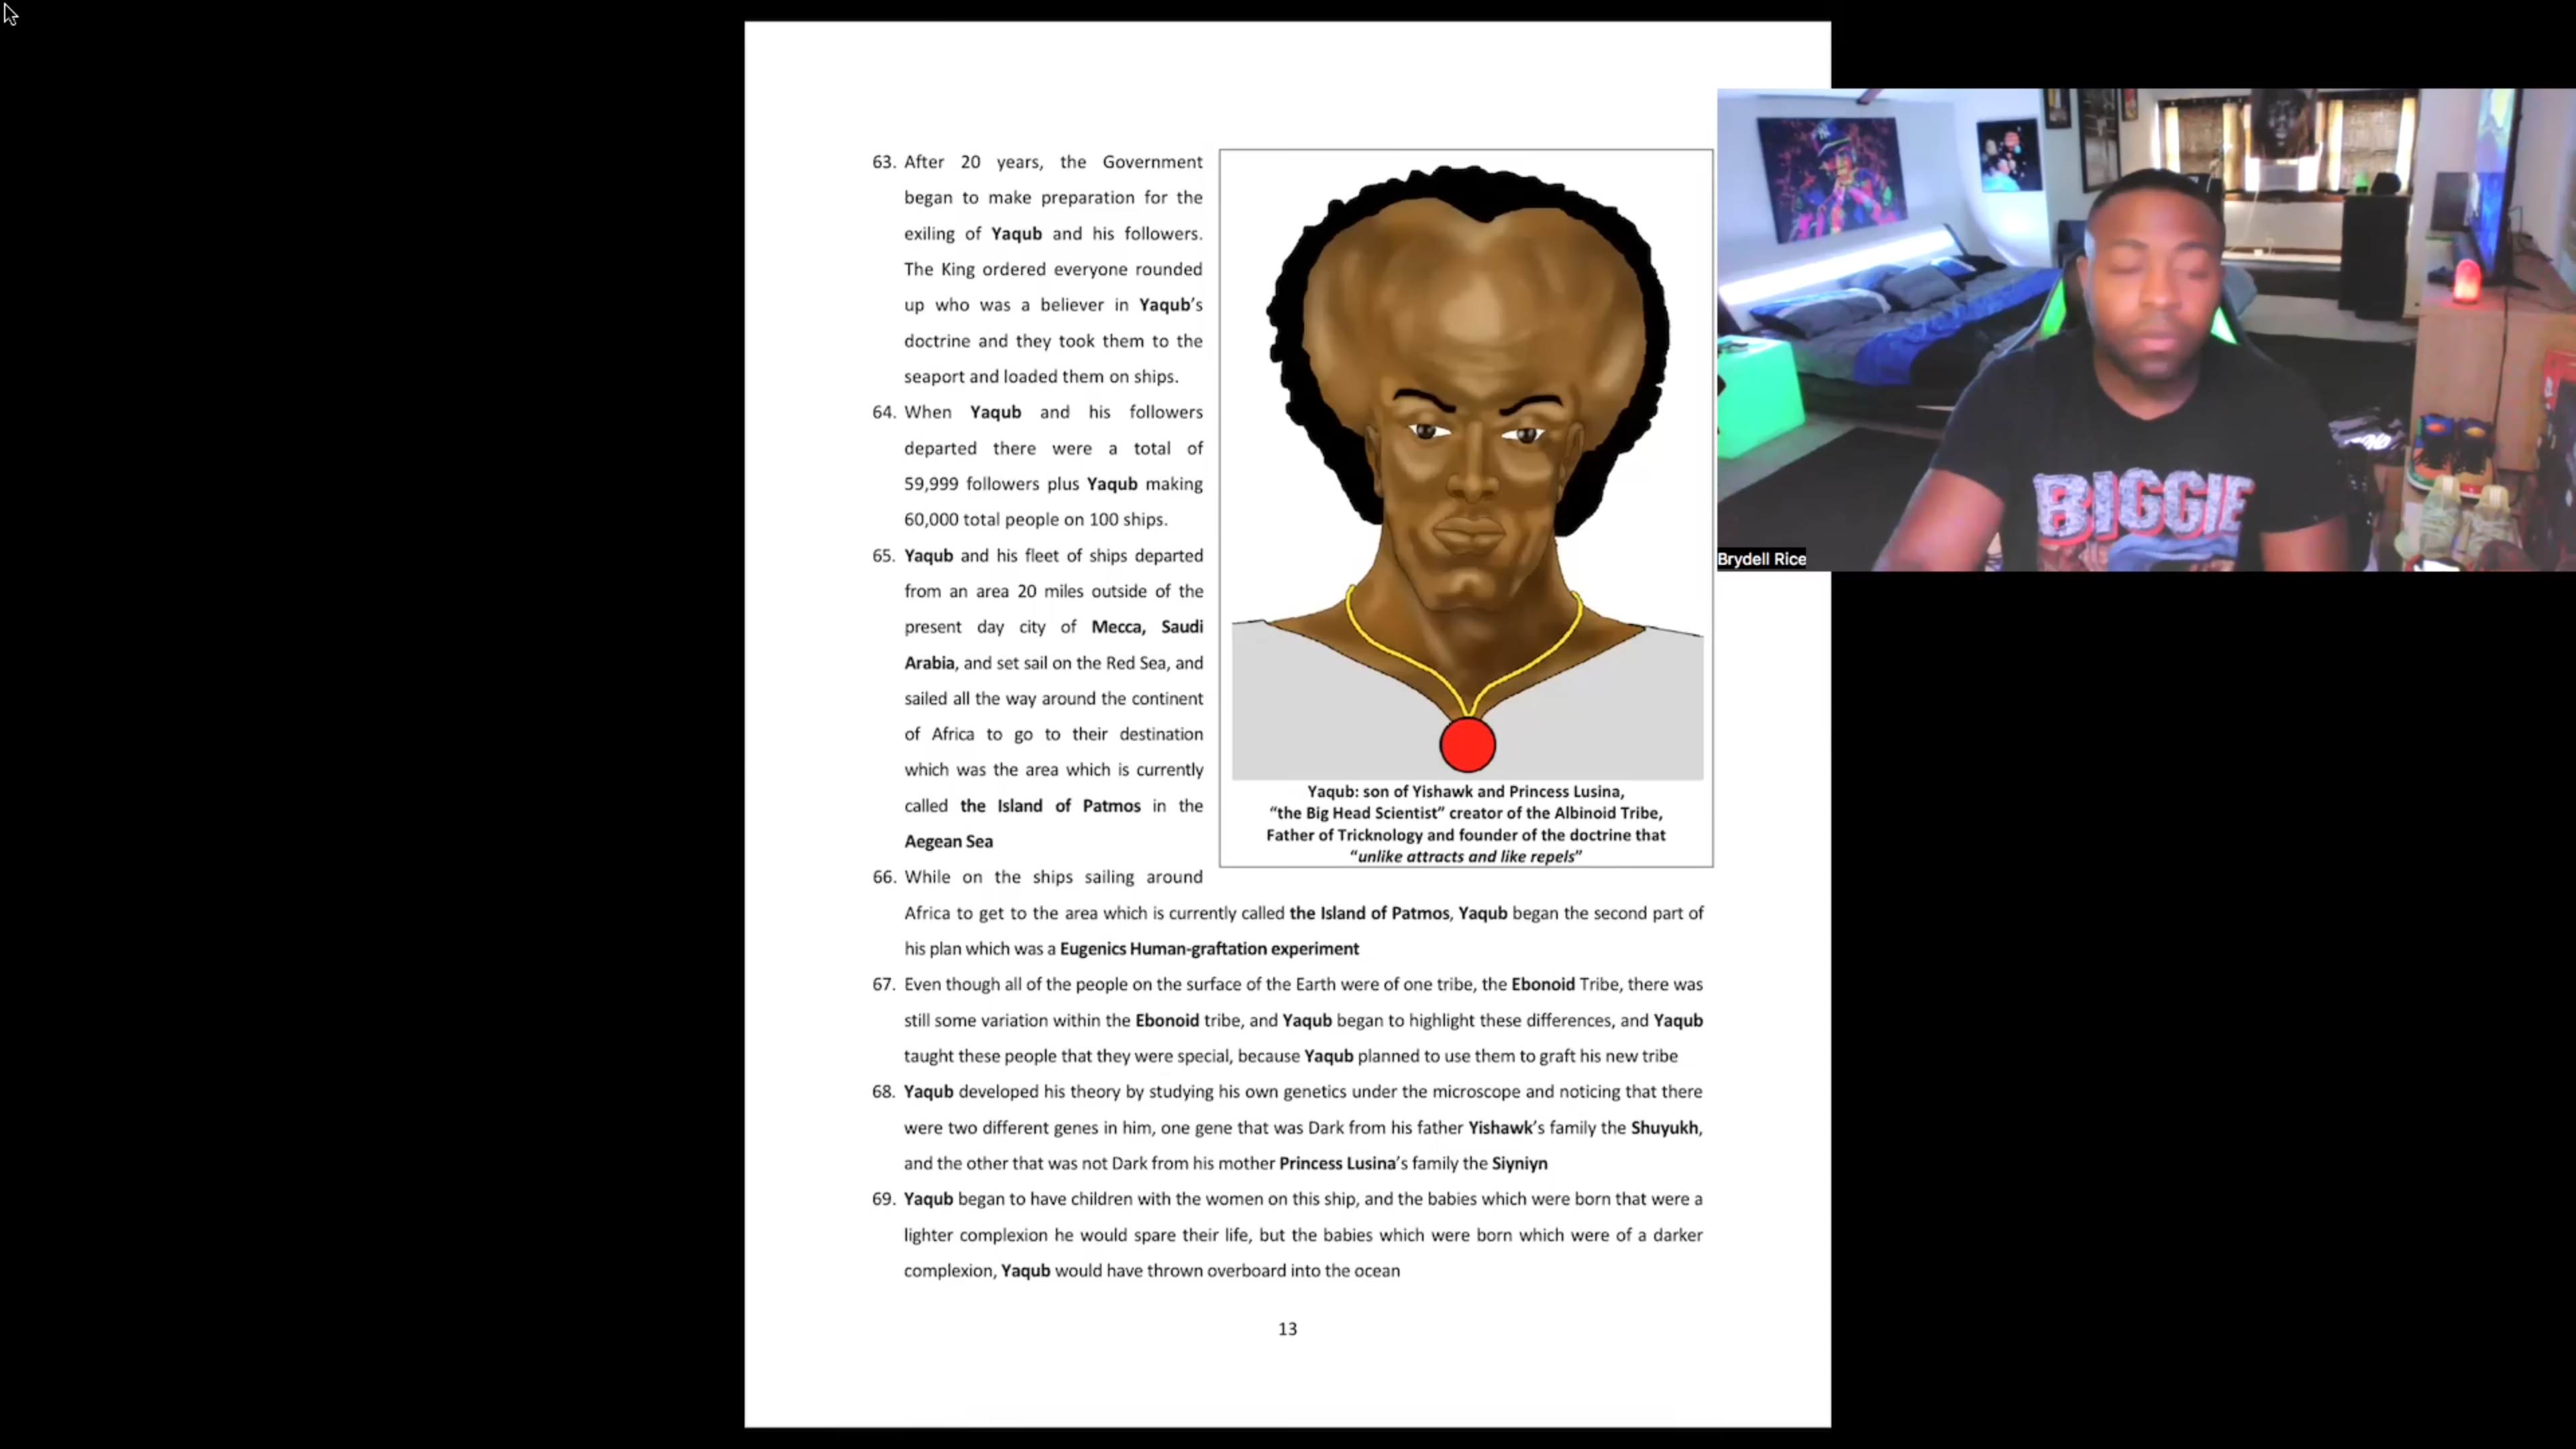 63. After 20 years, the Government
began to make preparation for the
exiling of Yaqub and his followers.
The King ordered everyone rounded
up who was a believer in Yaqub's
doctrine and they took them to the
seaport and loaded them on ships.
64. When Yaqub and his followers
departed there were a total of
59,999 followers plus Yaqub making
60,000 total people on 100 ships.
65. Yaqub and his fleet of ships departed
from an area 20 miles outside of the
present day city of Mecca, Saudi
Arabia, and set sail on the Red Sea, and
sailed all the way around the continent
of Africa to go to their destination
which was the area which is currently
called the Island of Patmos in the
Aegean Sea
Yaqub: son of Yishawk and Princess Lusina,
“the Big Head Scientist” creator of the Albinoid Tribe,
Father of Tricknology and founder of the doctrine that
“unlike attracts and like repels”
66. While on the ships sailing around
Africa to get to the area which is currently called the Island of Patmos, Yaqub began the second part of
his plan which was a Eugenics Human-graftation experiment
67. Even though all of the people on the surface of the Earth were of one tribe, the Ebonoid Tribe, there was
still some variation within the Ebonoid tribe, and Yaqub began to highlight these differences, and Yaqub
taught these people that they were special, because Yaqub planned to use them to graft his new tribe
68. Yaqub developed his theory by studying his own genetics under the microscope and noticing that there
were two different genes in him, one gene that was Dark from his father Yishawk's family the Shuyukh,
and the other that was not Dark from his mother Princess Lusina's family the Siyniyn
69. Yaqub began to have children with the women on this ship, and the babies which were born that were a
lighter complexion he would spare their life, but the babies which were born which were of a darker
complexion, Yaqub would have thrown overboard into the ocean
13
BIGGIE
Brydell Rice